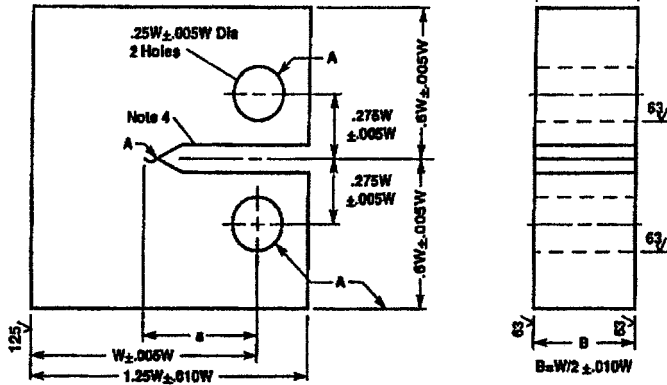 .25W±.005W Dia
2 Holes
A
.6W±.005W
.275W
±.005W
Note 4
A
.275W
±.005W
.6W±.005W
A
125
a
W±.005W
1.25W±.010W
63
63
63
63
B
B=W/2 ±.010W